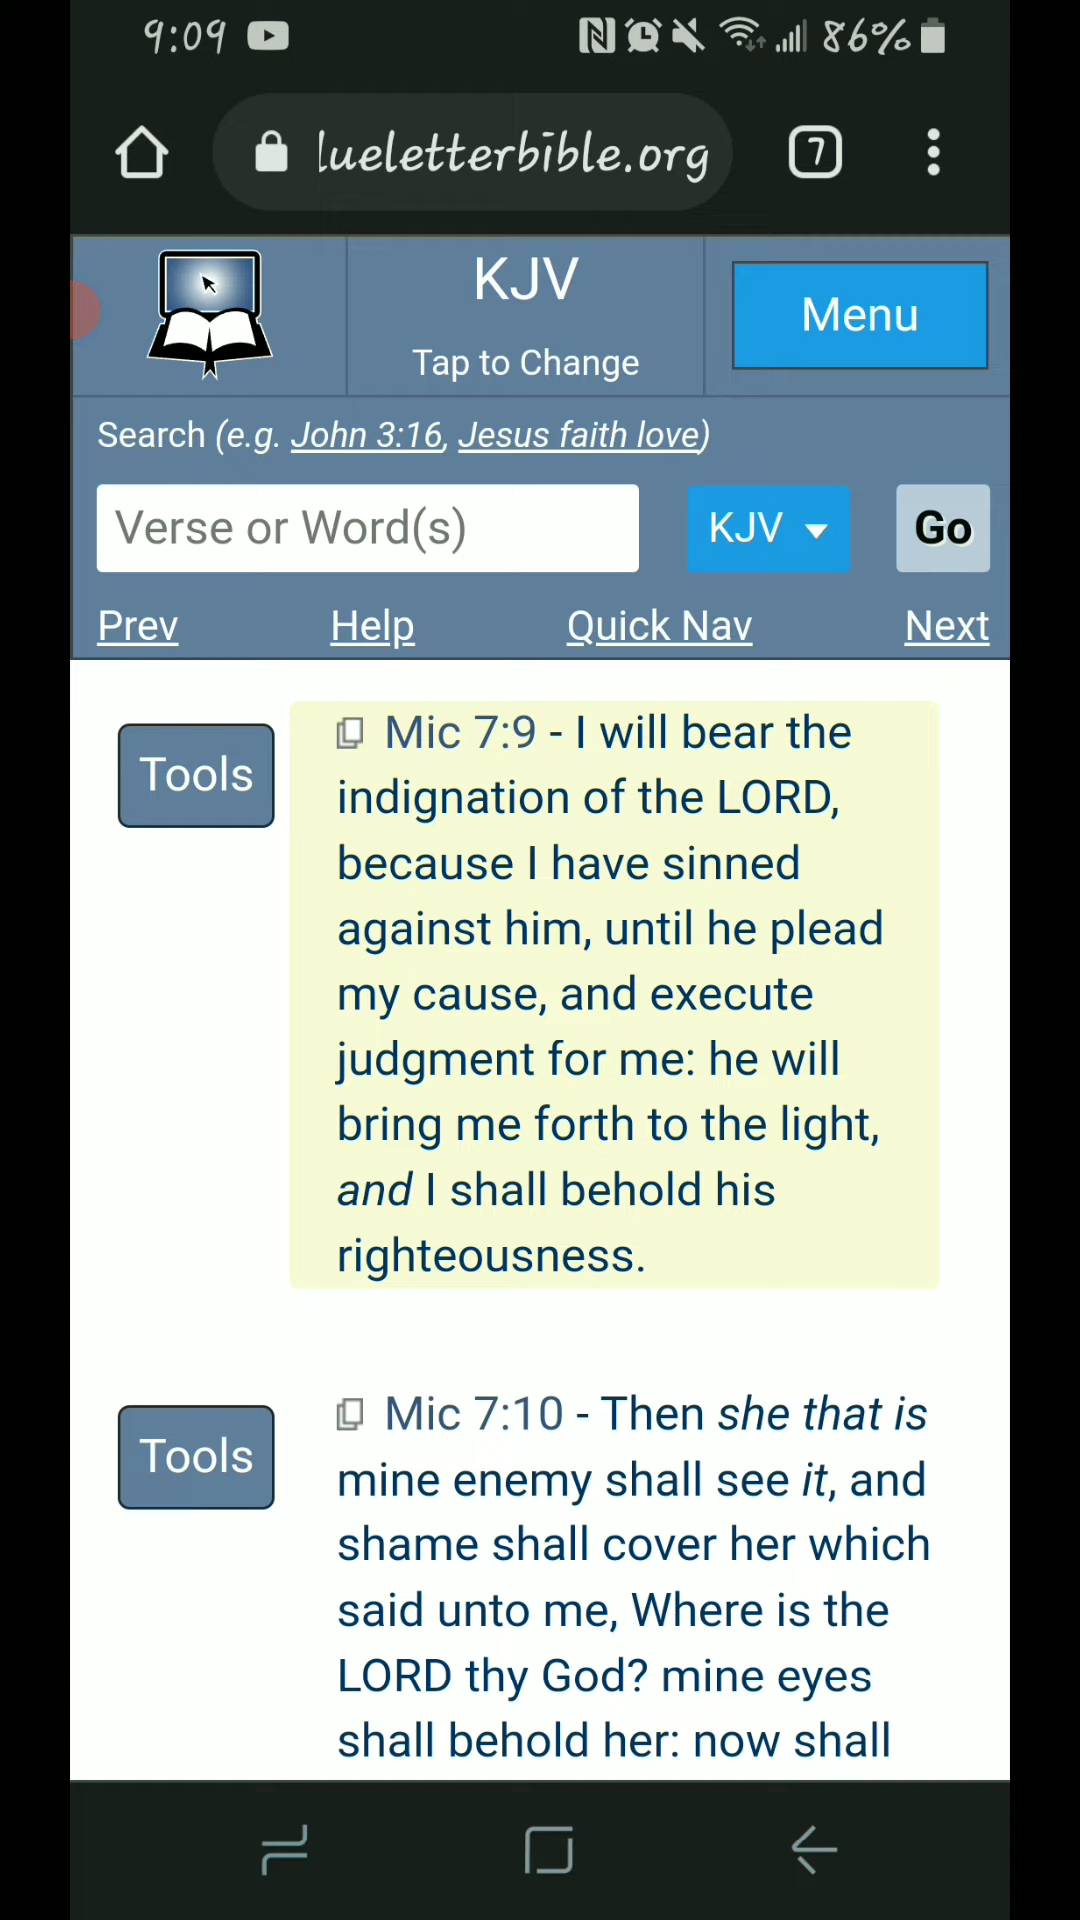 9:09 86%
lueletterbible.org 7
KJV
Tap to Change
Menu
Search (e.g. John 3:16, Jesus faith love)
Verse or Word(s) KJV Go
Prev Help Quick Nav Next
Tools
Mic 7:9 - I will bear the
indignation of the LORD,
because I have sinned
against him, until he plead
my cause, and execute
judgment for me: he will
bring me forth to the light,
and I shall behold his
righteousness.
Tools
Mic 7:10 - Then she that is
mine enemy shall see it, and
shame shall cover her which
said unto me, Where is the
LORD thy God? mine eyes
shall behold her: now shall